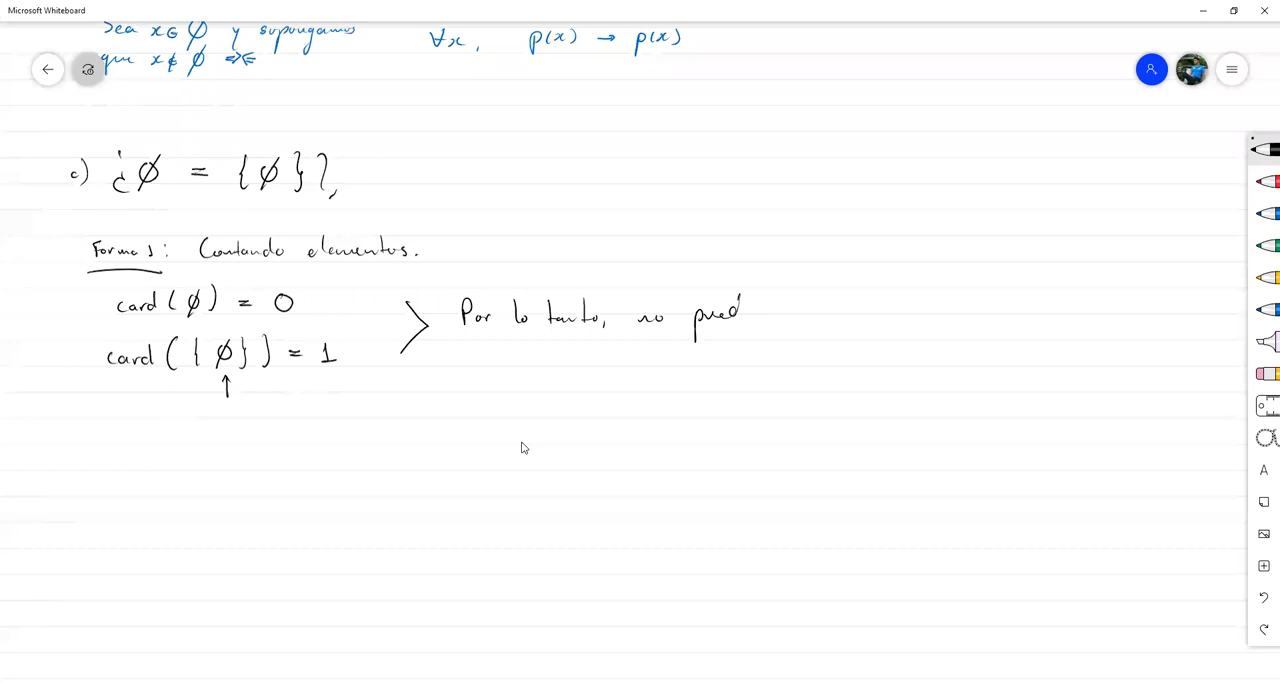 Microsoft Whiteboard
Sea x∈ ∅ y supongamos
que x∉ ∅ ⇒⇐
∀x, p(x) → p(x)
c) ¿∅ = {∅}?,
Forma 1: Contando elementos.
card(∅) = 0
card({∅}) = 1
↑
Por lo tanto, no pued
A